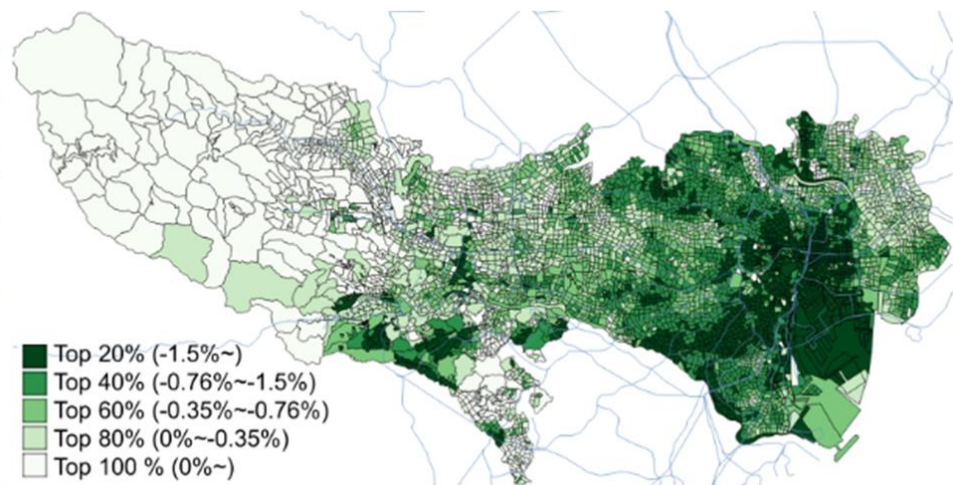 Top 20% (-1.5%~)
Top 40% (-0.76%~-1.5%)
Top 60% (-0.35%~-0.76%)
Top 80% (0%~-0.35%)
Top 100 % (0%~)